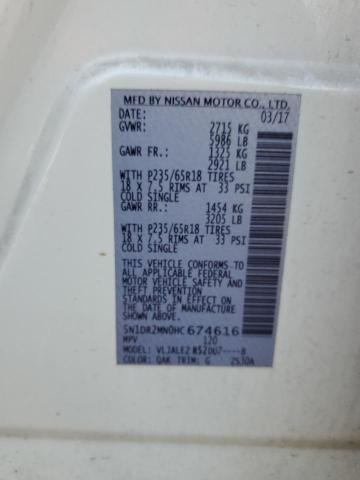 MFD BY NISSAN MOTOR CO., LTD.
DATE: 03/17
GVWR: 2715 KG
5986 LB
GAWR FR.: 1325 KG
2921 LB
WITH P235/65R18 TIRES
18 X 7.5 RIMS AT 33 PSI
COLD SINGLE
GAWR RR.: 1454 KG
3205 LB
WITH P235/65R18 TIRES
18 X 7.5 RIMS AT 33 PSI
COLD SINGLE
THIS VEHICLE CONFORMS TO
ALL APPLICABLE FEDERAL
MOTOR VEHICLE SAFETY
STANDARDS IN EFFECT ON THE
DATE OF MANUFACTURE
SHOWN ABOVE.
5N1DR2MN0HC674616
MPV 120
COLOR: QAK TRIM: G